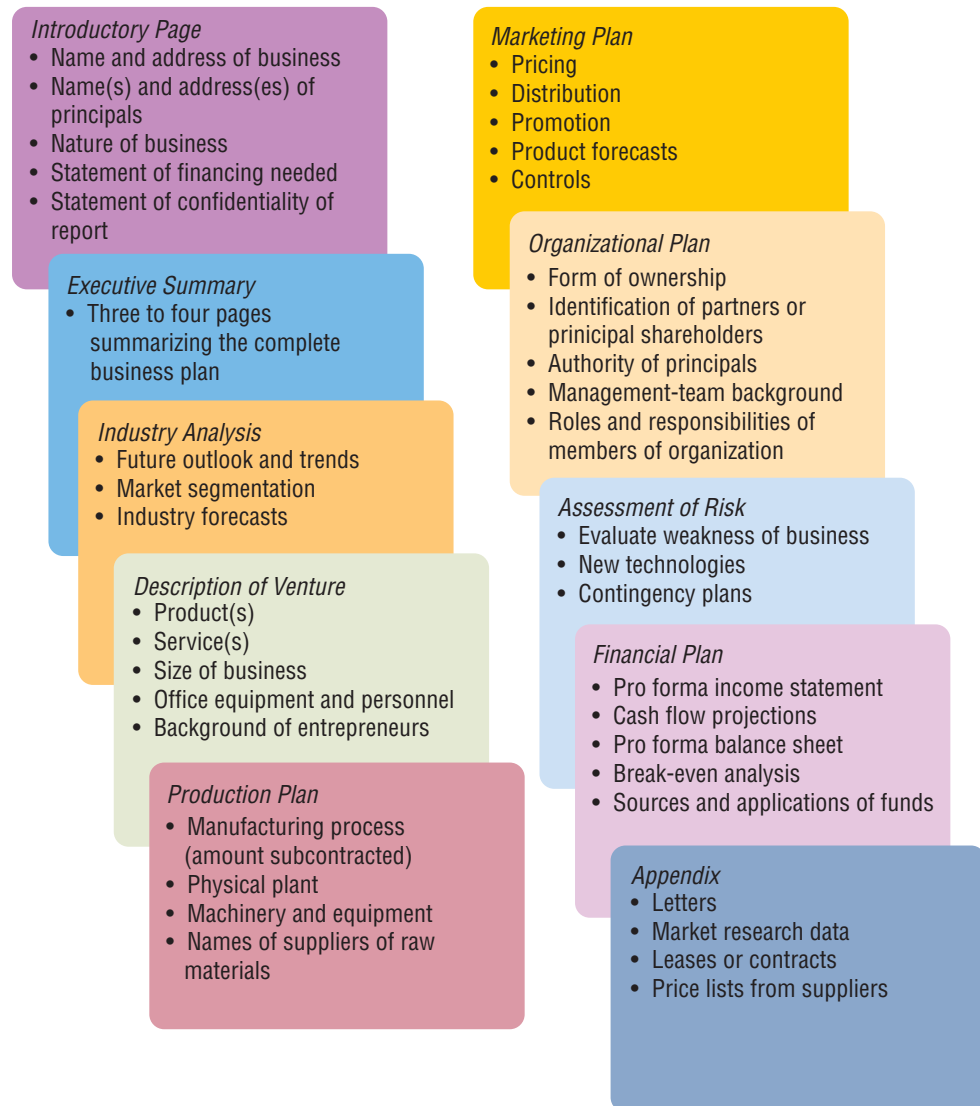 Introductory Page
• Name and address of business
• Name(s) and address(es) of
principals
• Nature of business
• Statement of financing needed
• Statement of confidentiality of
report
Executive Summary
• Three to four pages
summarizing the complete
business plan
Industry Analysis
• Future outlook and trends
• Market segmentation
• Industry forecasts
Description of Venture
• Product(s)
• Service(s)
• Size of business
• Office equipment and personnel
• Background of entrepreneurs
Production Plan
• Manufacturing process
(amount subcontracted)
• Physical plant
• Machinery and equipment
• Names of suppliers of raw
materials
Marketing Plan
• Pricing
• Distribution
• Promotion
• Product forecasts
• Controls
Organizational Plan
• Form of ownership
• Identification of partners or
prinicipal shareholders
• Authority of principals
• Management-team background
• Roles and responsibilities of
members of organization
Assessment of Risk
• Evaluate weakness of business
• New technologies
• Contingency plans
Financial Plan
• Pro forma income statement
• Cash flow projections
• Pro forma balance sheet
• Break-even analysis
• Sources and applications of funds
Appendix
• Letters
• Market research data
• Leases or contracts
• Price lists from suppliers